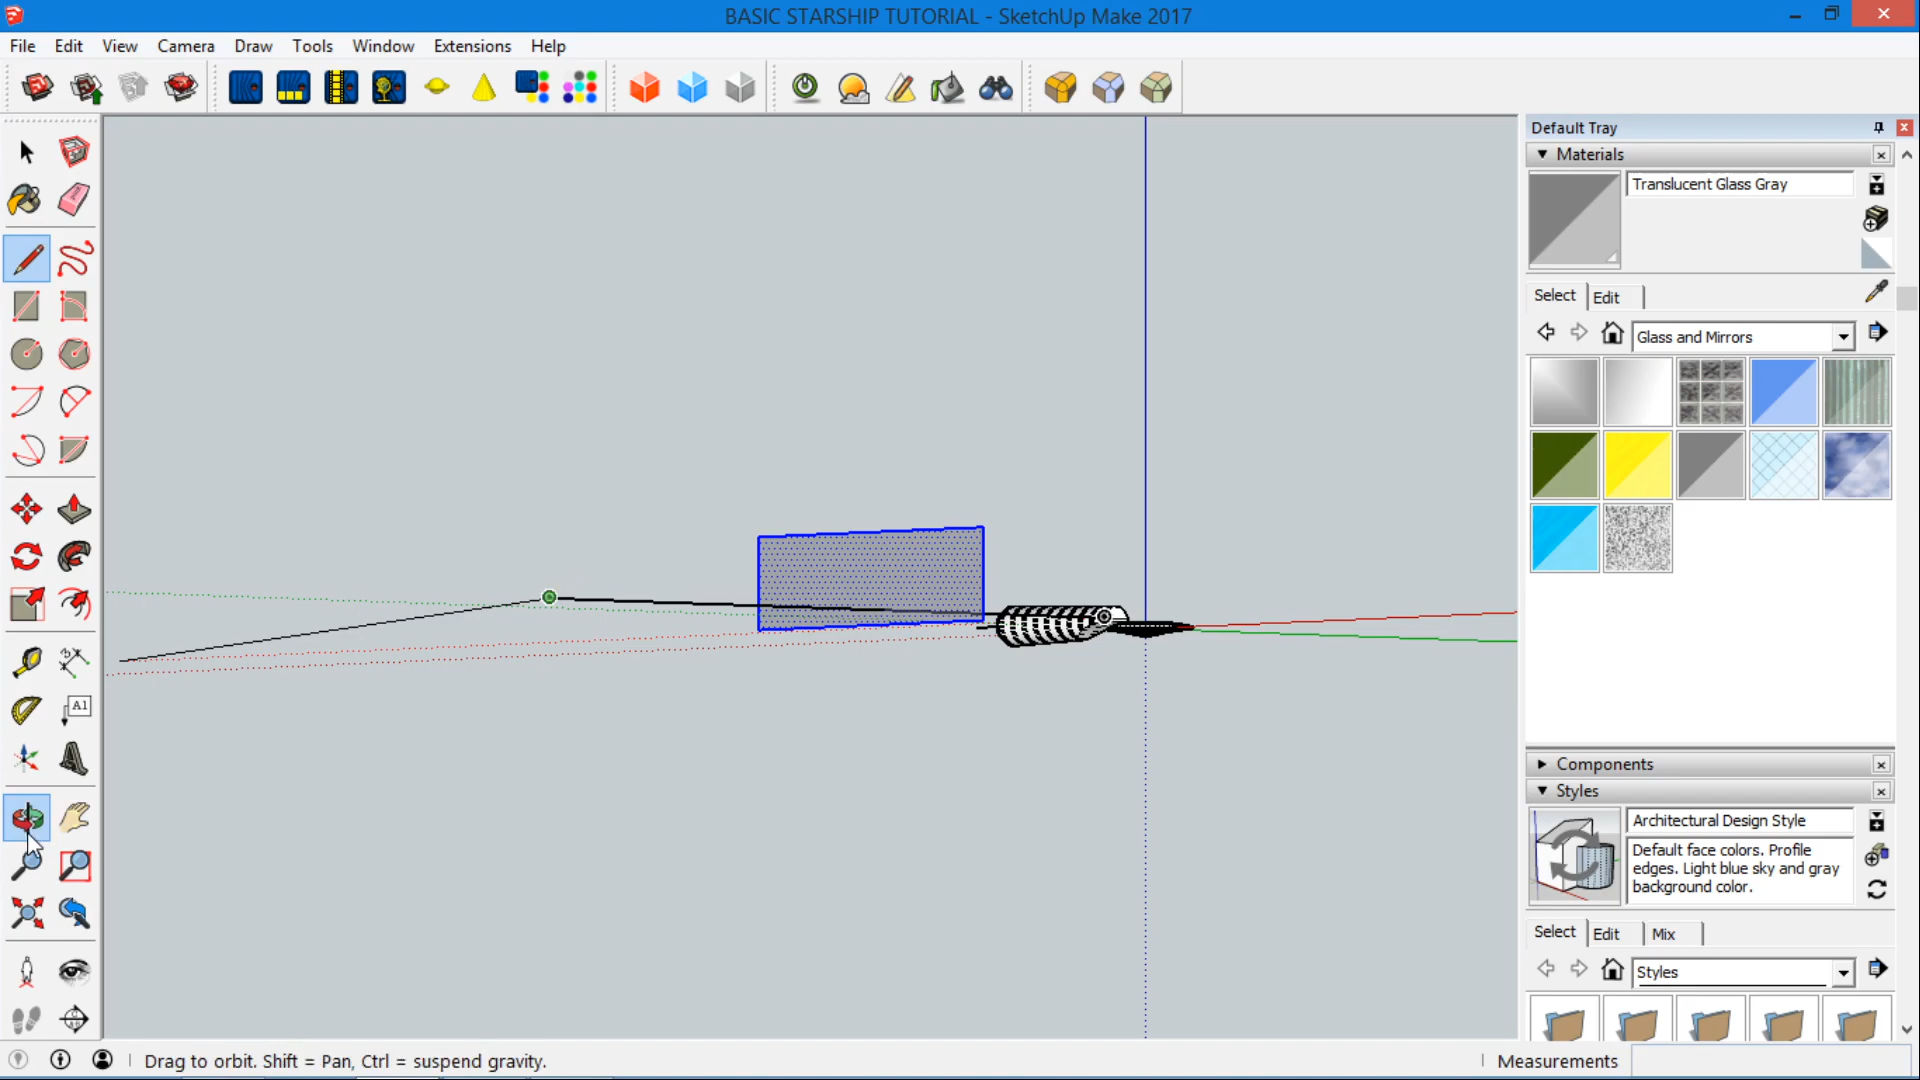 BASIC STARSHIP TUTORIAL - SketchUp Make 2017
File Edit View Camera Draw Tools Window Extensions Help
Default Tray
Materials
Translucent Glass Gray
Select Edit
Glass and Mirrors
A1
Components
Styles
Architectural Design Style
Default face colors. Profile
edges. Light blue sky and gray
background color.
Select Edit Mix
Styles
Drag to orbit. Shift = Pan, Ctrl = suspend gravity.
Measurements